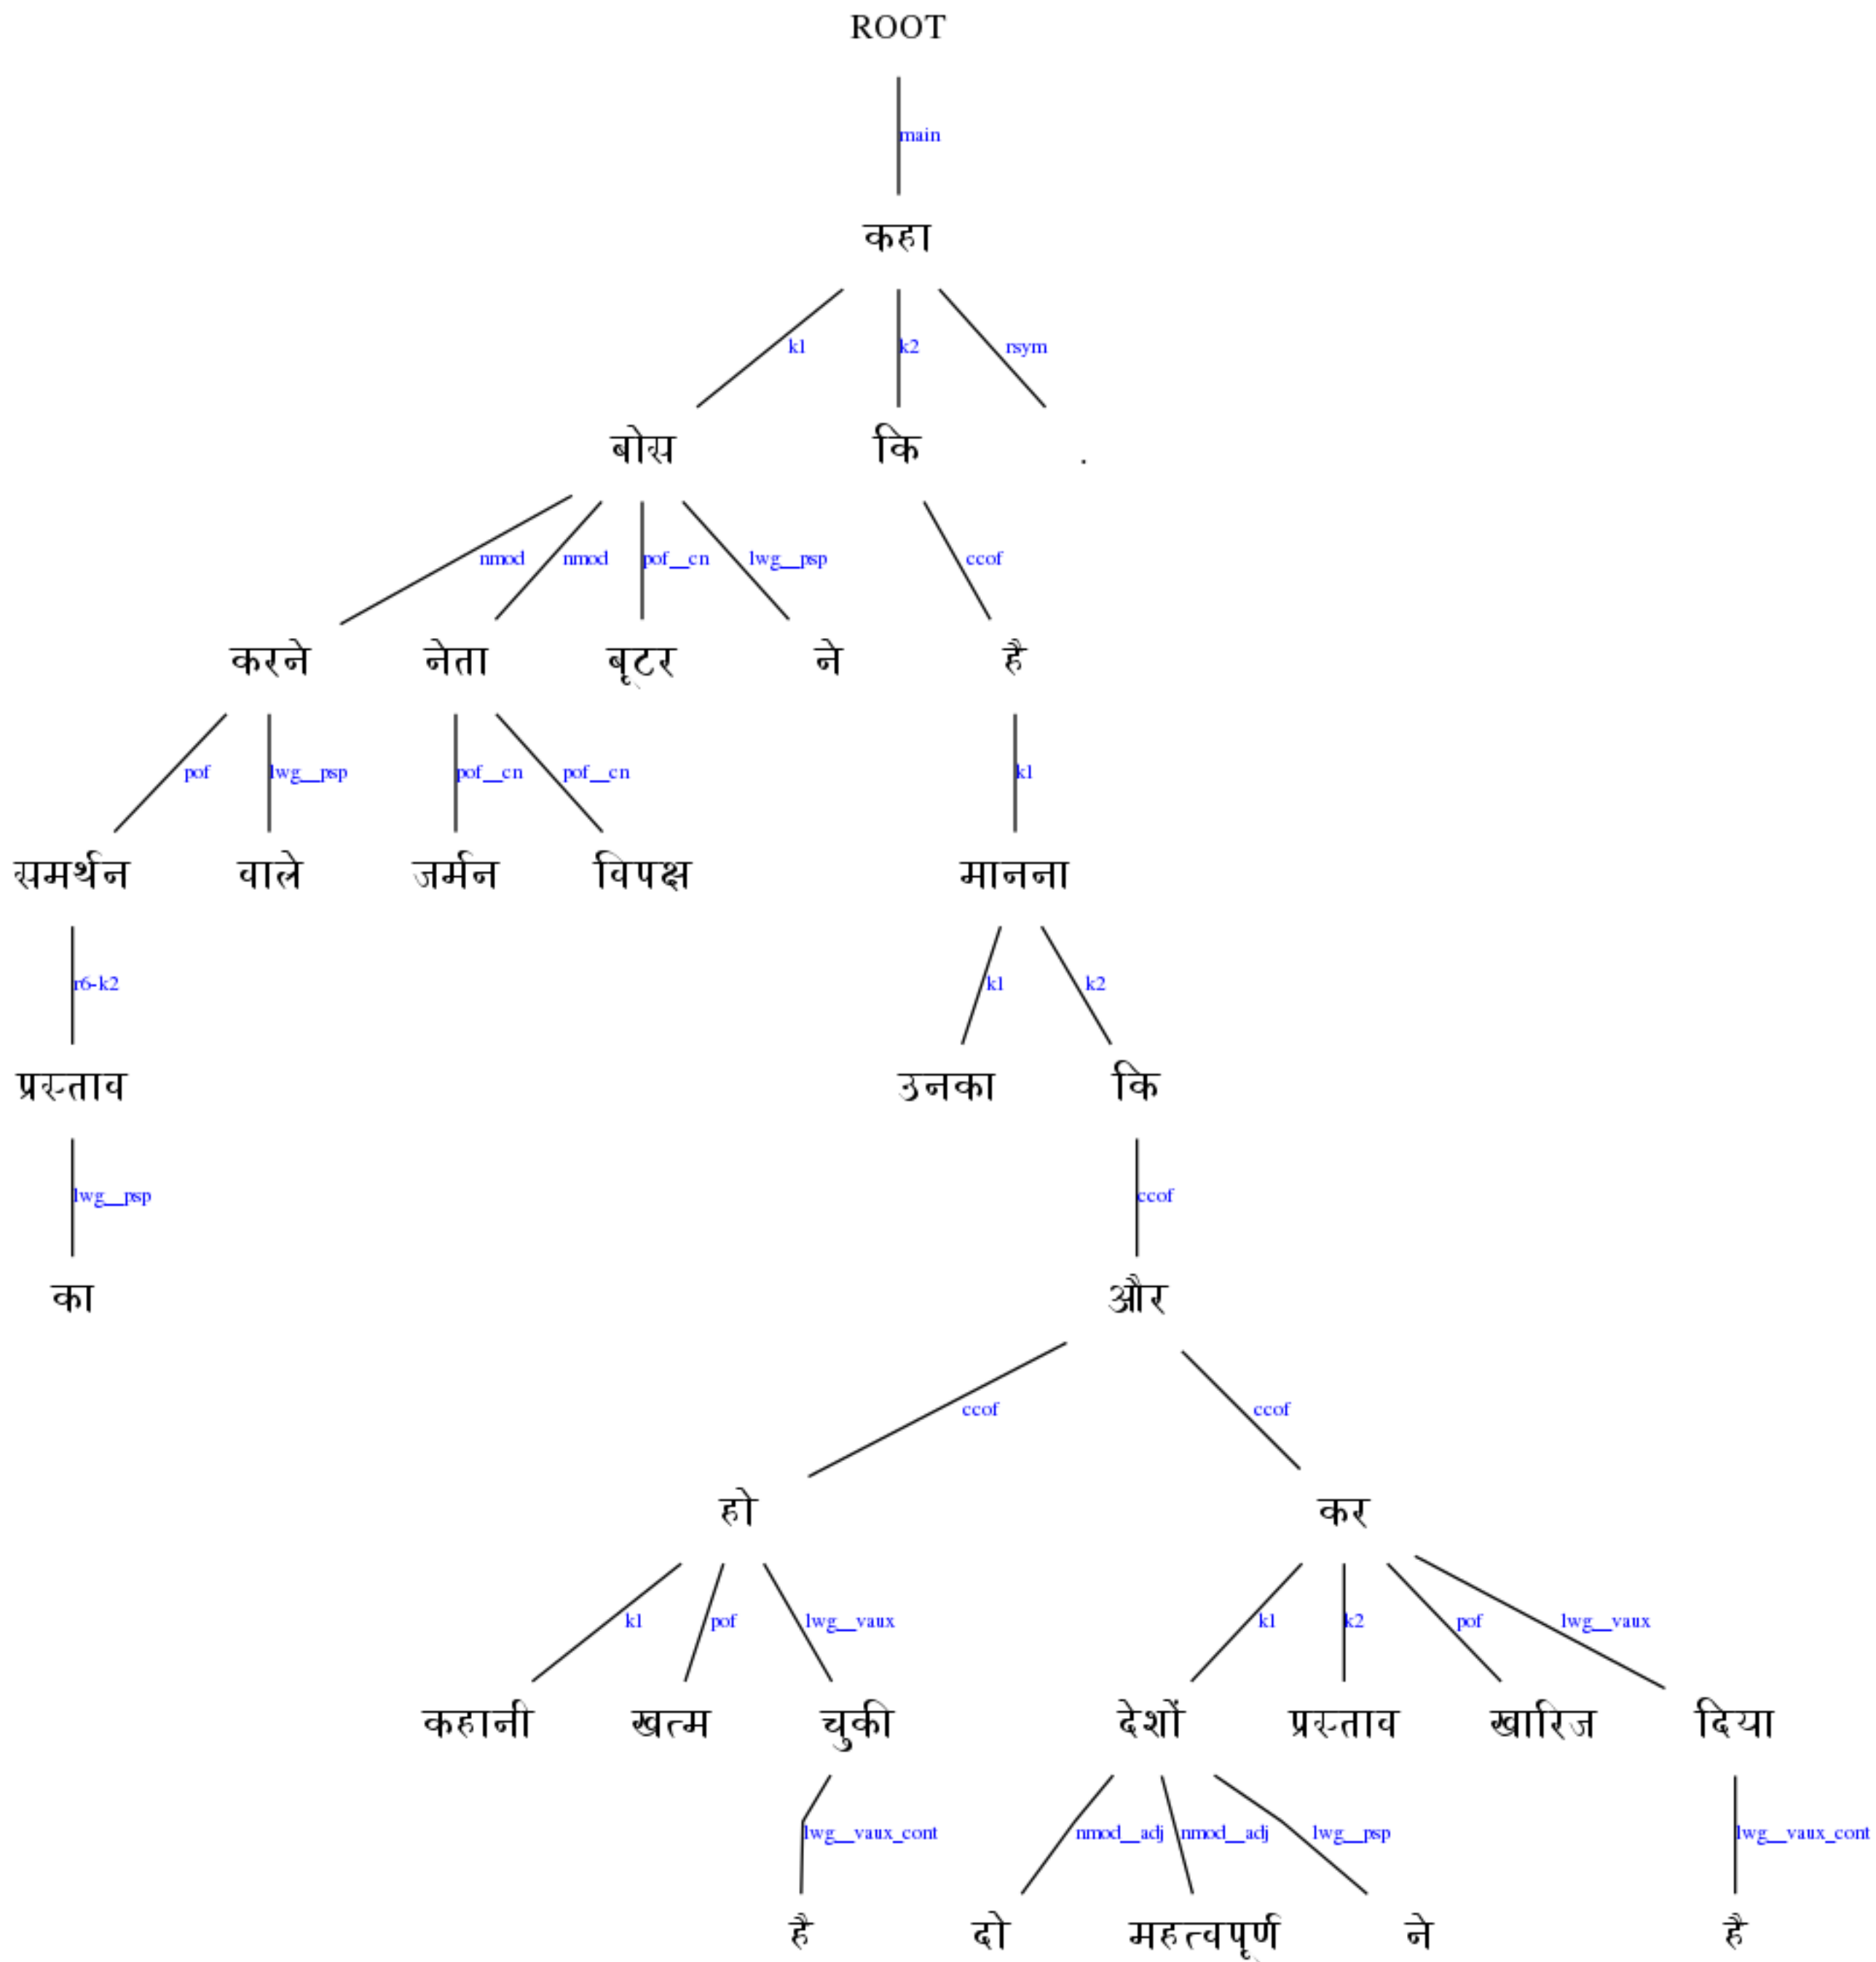 ROOT
main
कहा
k1 k2 rsym
बोस कि .
nmod nmod pof__cn lwg__psp ccof
करने नेता बूटर ने है
pof lwg__psp pof__cn pof__cn k1
समर्थन वाले जर्मन विपक्ष मानना
r6-k2 k1 k2
प्रस्ताव उनका कि
lwg__psp ccof
का और
ccof ccof
हो कर
k1 pof lwg__vaux k1 k2 pof lwg__vaux
कहानी खत्म चुकी देशों प्रस्ताव खारिज दिया
lwg__vaux_cont nmod__adj nmod__adj lwg__psp lwg__vaux_cont
है दो महत्वपूर्ण ने है